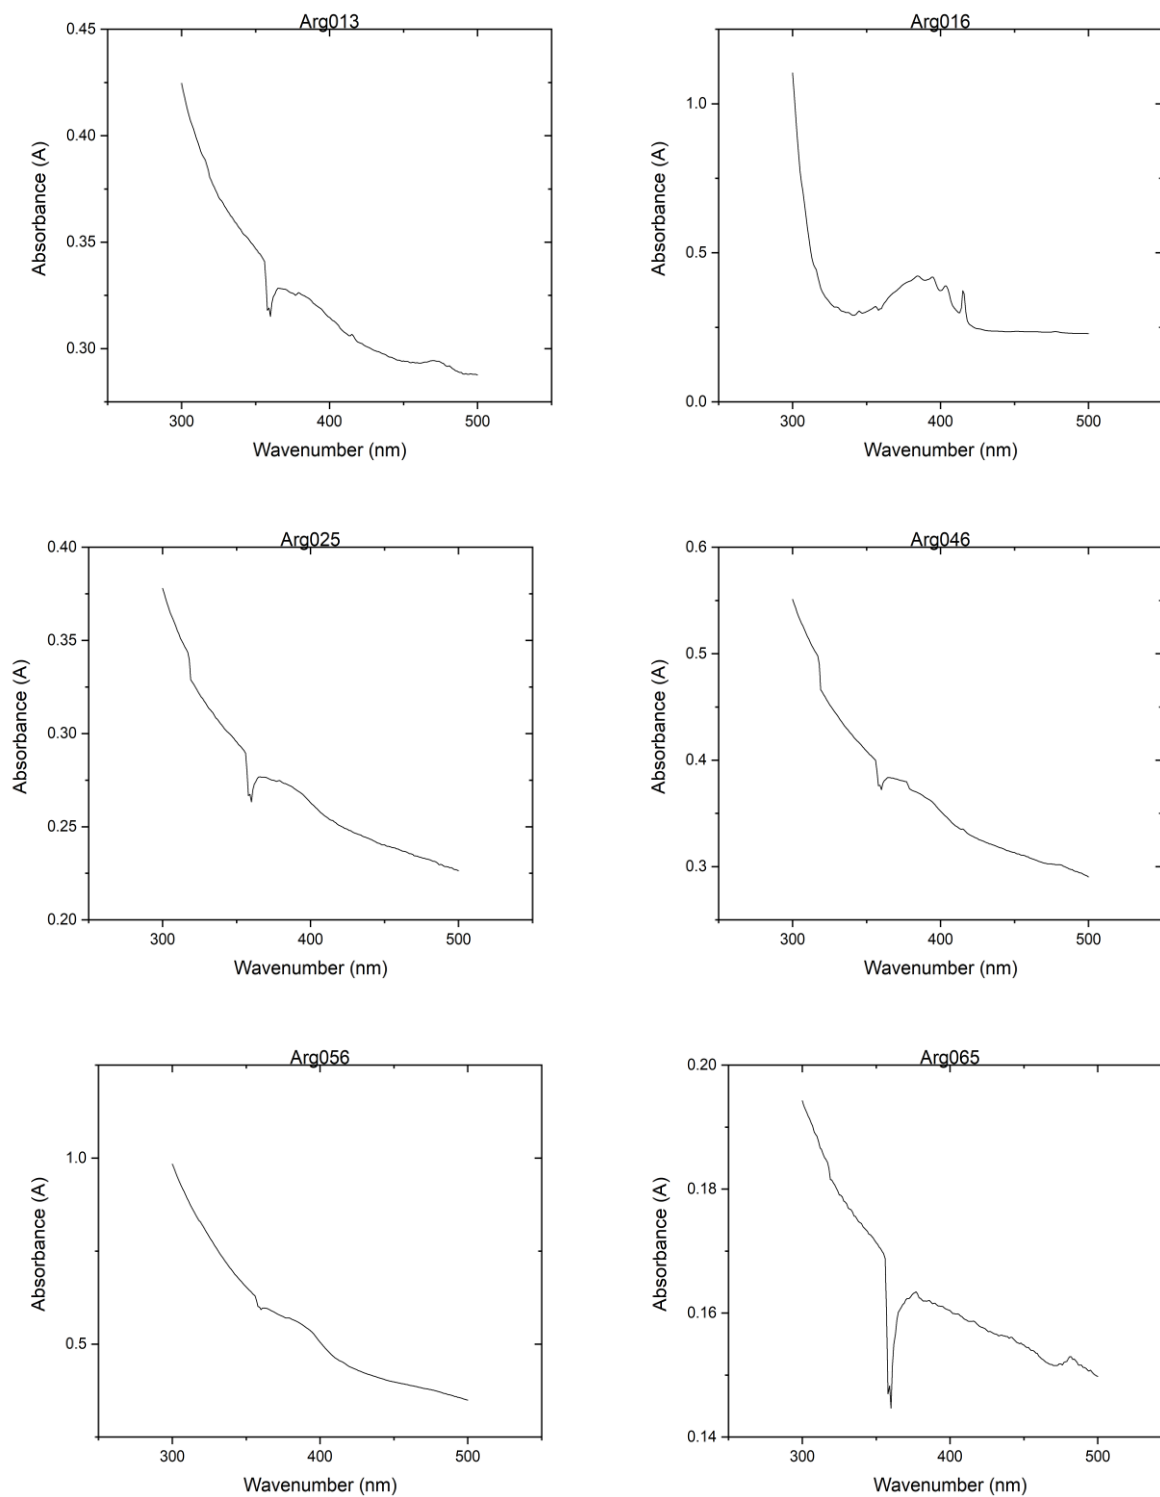 Arg013
0.45
0.40
0.35
0.30
Absorbance (A)
300 400 500
Wavenumber (nm)
Arg016
1.0
0.5
0.0
Absorbance (A)
300 400 500
Wavenumber (nm)
Arg025
0.40
0.35
0.30
0.25
0.20
Absorbance (A)
300 400 500
Wavenumber (nm)
Arg046
0.6
0.5
0.4
0.3
Absorbance (A)
300 400 500
Wavenumber (nm)
Arg056
1.0
0.5
Absorbance (A)
300 400 500
Wavenumber (nm)
Arg065
0.20
0.18
0.16
0.14
Absorbance (A)
300 400 500
Wavenumber (nm)